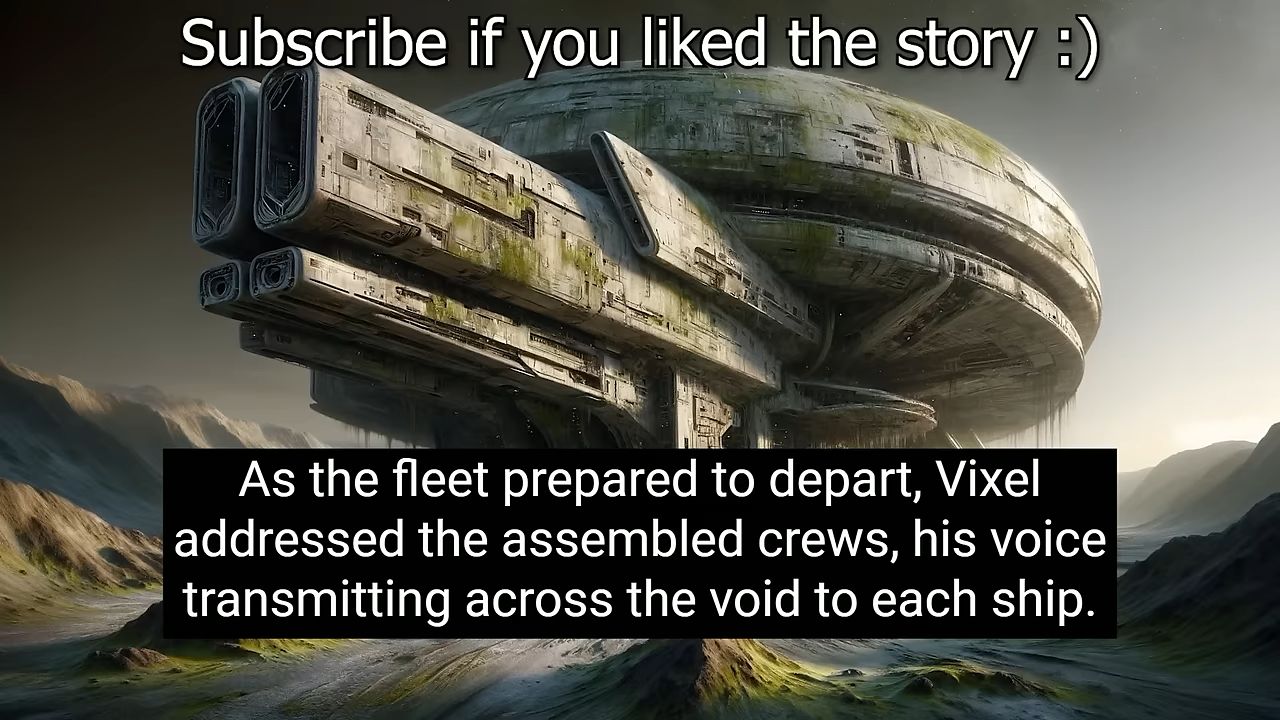 Subscribe if you liked the story :)
As the fleet prepared to depart, Vixel
addressed the assembled crews, his voice
transmitting across the void to each ship.